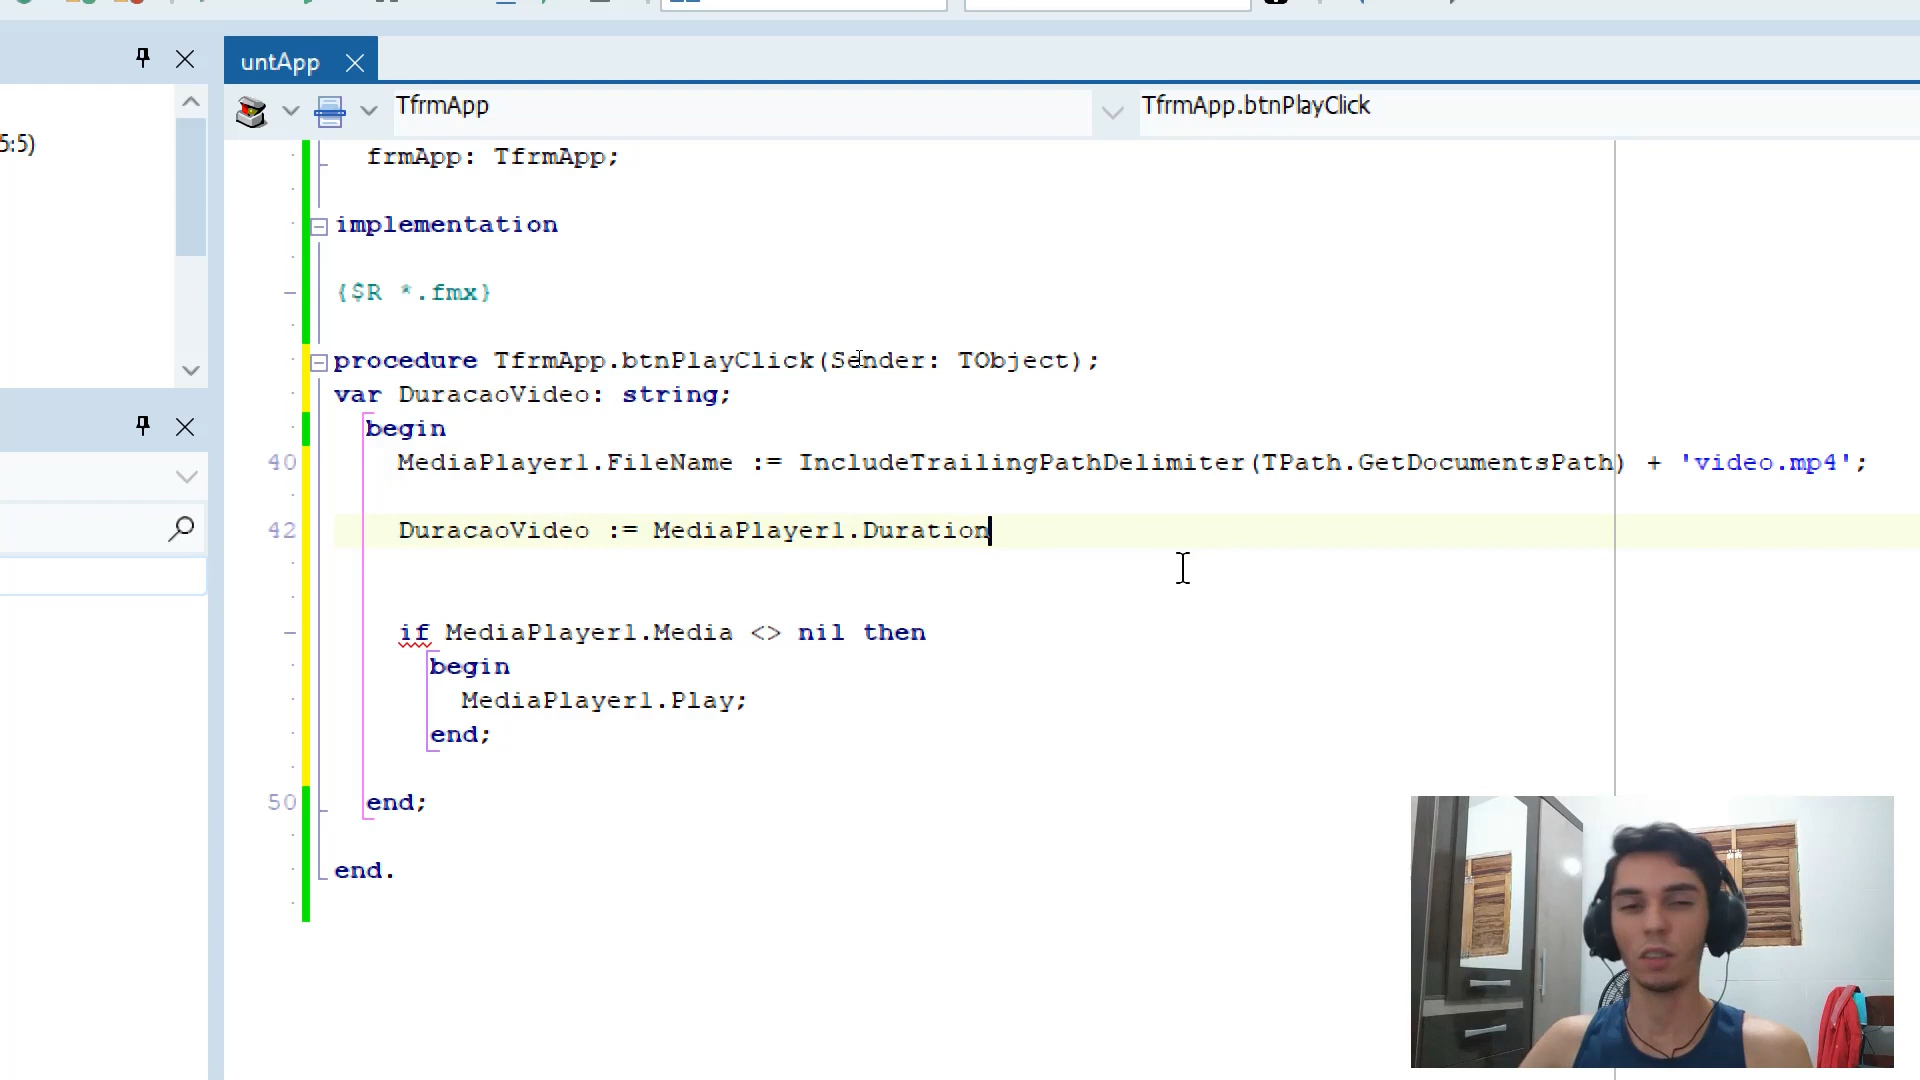 untApp
TfrmApp
TfrmApp.btnPlayClick
5:5)
frmApp: TfrmApp;
implementation
{$R *.fmx}
procedure TfrmApp.btnPlayClick(Sender: TObject);
var DuracaoVideo: string;
begin
40 MediaPlayer1.FileName := IncludeTrailingPathDelimiter(TPath.GetDocumentsPath) + 'video.mp4';
42 DuracaoVideo := MediaPlayer1.Duration
if MediaPlayer1.Media <> nil then
begin
MediaPlayer1.Play;
end;
50 end;
end.